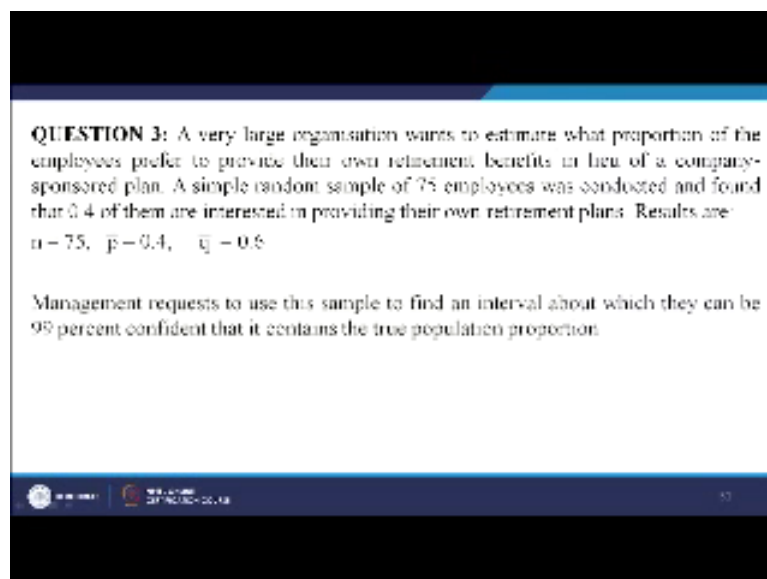 QUESTION 3: A very large organisation wants to estimate what proportion of the
employees prefer to provide their own retirement benefits in lieu of a company-
sponsored plan. A simple random sample of 75 employees was conducted and found
that 0.4 of them are interested in providing their own retirement plans. Results are:
n = 75, p̅ = 0.4, q̅ = 0.6
Management requests to use this sample to find an interval about which they can be
99 percent confident that it contains the true population proportion
CERTIFICATION COURSE